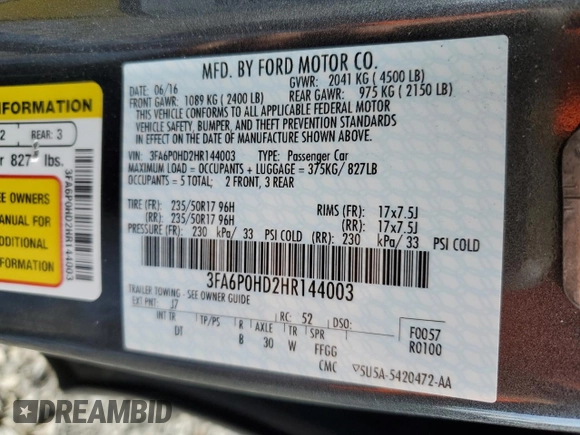 MFD. BY FORD MOTOR CO.
DATE: 06/16 GVWR: 2041 KG ( 4500 LB)
FRONT GAWR: 1089 KG ( 2400 LB) REAR GAWR: 975 KG ( 2150 LB)
THIS VEHICLE CONFORMS TO ALL APPLICABLE FEDERAL MOTOR
VEHICLE SAFETY, BUMPER, AND THEFT PREVENTION STANDARDS
IN EFFECT ON THE DATE OF MANUFACTURE SHOWN ABOVE.
VIN: 3FA6P0HD2HR144003 TYPE: Passenger Car
MAXIMUM LOAD = OCCUPANTS + LUGGAGE = 375KG/ 827LB
OCCUPANTS = 5 TOTAL: 2 FRONT, 3 REAR
TIRE (FR): 235/50R17 96H RIMS (FR): 17x7.5J
(RR): 235/50R17 96H (RR): 17x7.5J
PRESSURE (FR): 230 kPa/ 33 PSI COLD (RR): 230 kPa/ 33 PSI COLD
3FA6P0HD2HR144003
TRAILER TOWING - SEE OWNER GUIDE
EXT PNT: J7 RC: 52 DSO: F0057
INT TR TP/PS R AXLE TR SPR R0100
DT B 30 W FFGG
CMC 5U5A-5420472-AA
INFORMATION
2 REAR: 3
827 lbs.
OWNERS
MANUAL FOR
ADDITIONAL
INFORMATION
3FA6P0HD2HR144003
DREAMBID